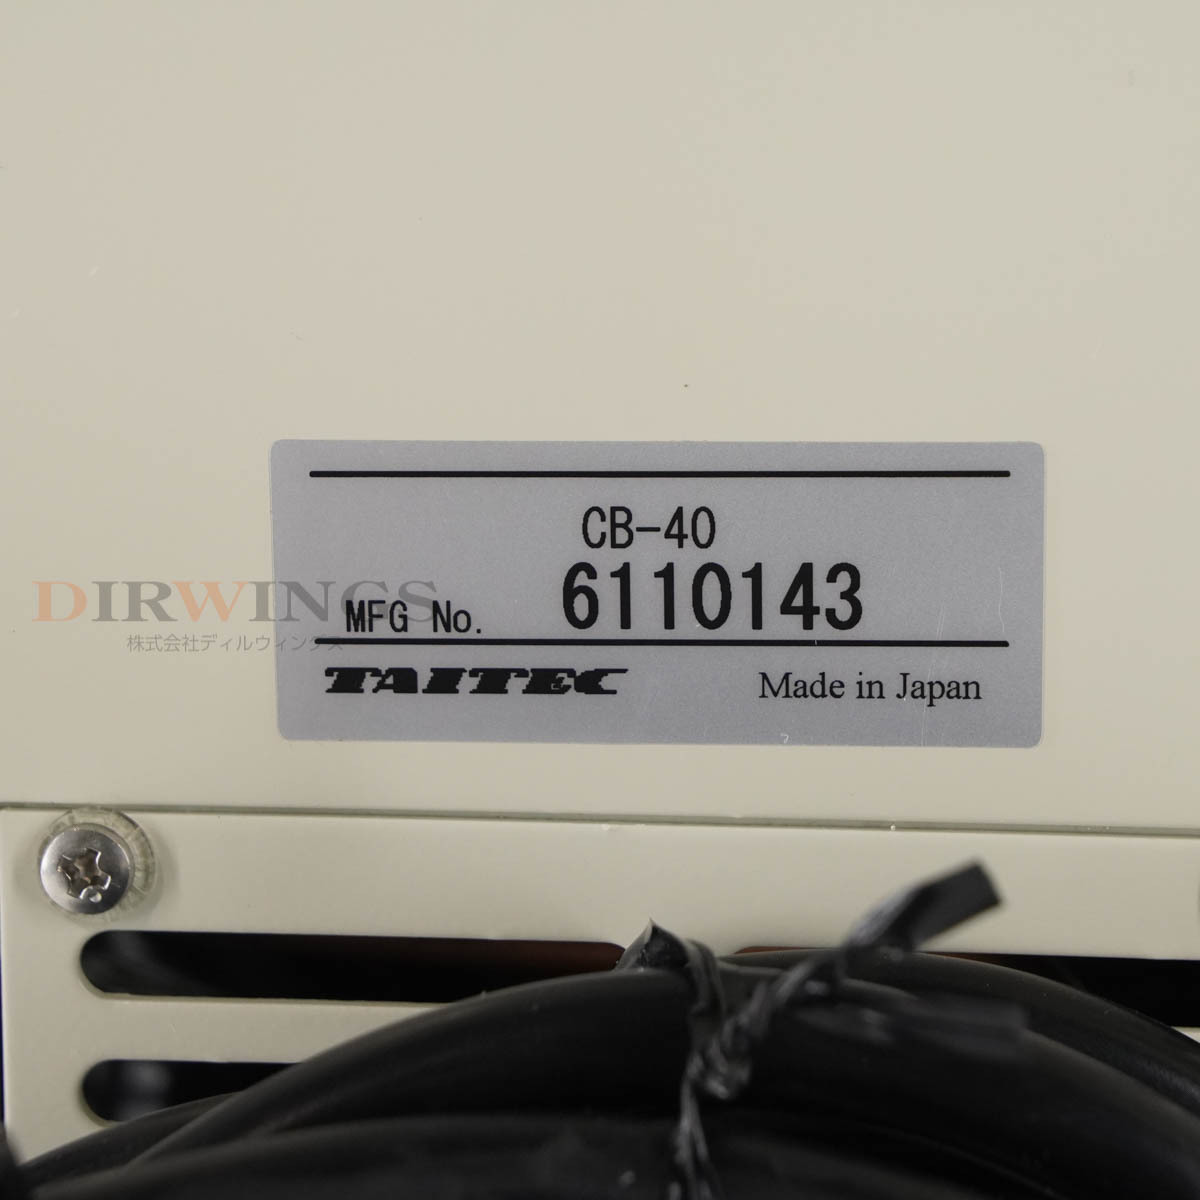 CB-40
MFG No. 6110143
TAITEC Made in Japan
DIRWINGS
株式会社ディルウィングス